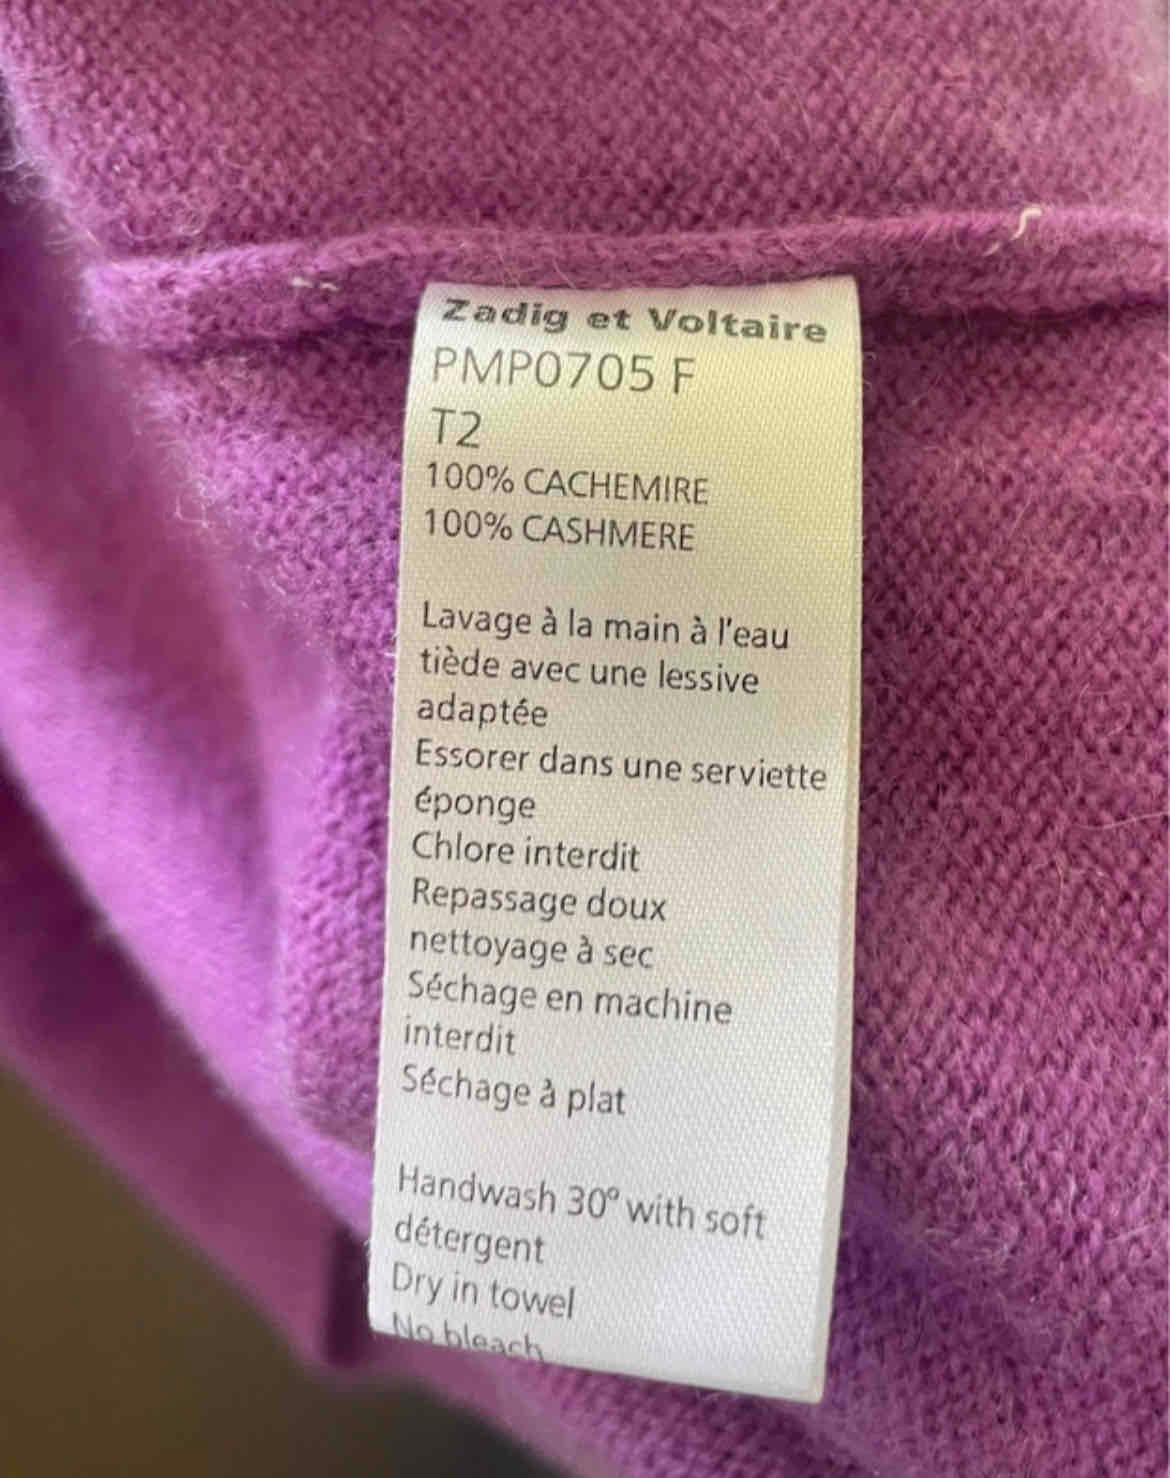 Zadig et Voltaire
PMP0705 F
T2
100% CACHEMIRE
100% CASHMERE
Lavage à la main à l'eau
tiède avec une lessive
adaptée
Essorer dans une serviette
éponge
Chlore interdit
Repassage doux
nettoyage à sec
Séchage en machine
interdit
Séchage à plat
Handwash 30° with soft
détergent
Dry in towel
No bleach